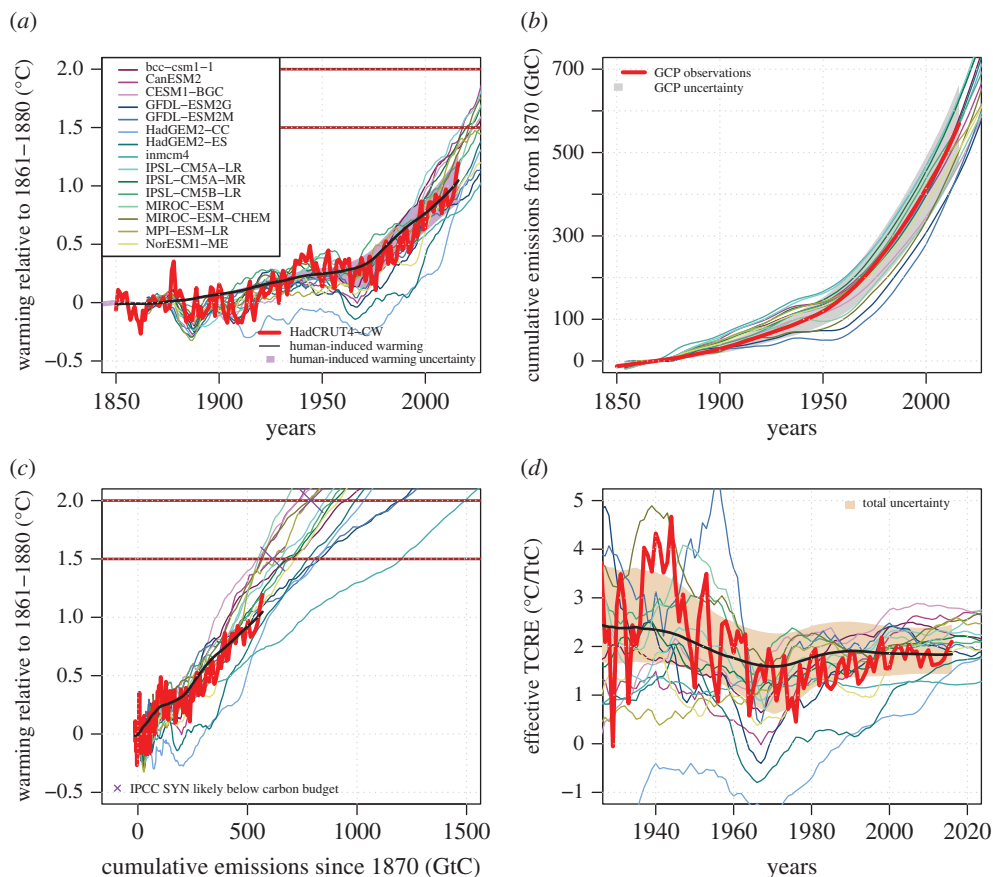 (a)
warming relative to 1861–1880 (°C)
2.0
1.5
1.0
0.5
0
−0.5
bcc−csm1−1
CanESM2
CESM1−BGC
GFDL−ESM2G
GFDL−ESM2M
HadGEM2−CC
HadGEM2−ES
inmcm4
IPSL−CM5A−LR
IPSL−CM5A−MR
IPSL−CM5B−LR
MIROC−ESM
MIROC−ESM−CHEM
MPI−ESM−LR
NorESM1−ME
HadCRUT4−CW
human-induced warming
human-induced warming uncertainty
1850 1900 1950 2000
years
(b)
cumulative emissions from 1870 (GtC)
700
500
300
100
0
GCP observations
GCP uncertainty
1850 1900 1950 2000
years
(c)
warming relative to 1861–1880 (°C)
2.0
1.5
1.0
0.5
0
−0.5
IPCC SYN likely below carbon budget
0 500 1000 1500
cumulative emissions since 1870 (GtC)
(d)
effective TCRE (°C/TtC)
5
4
3
2
1
0
−1
total uncertainty
1940 1960 1980 2000 2020
years